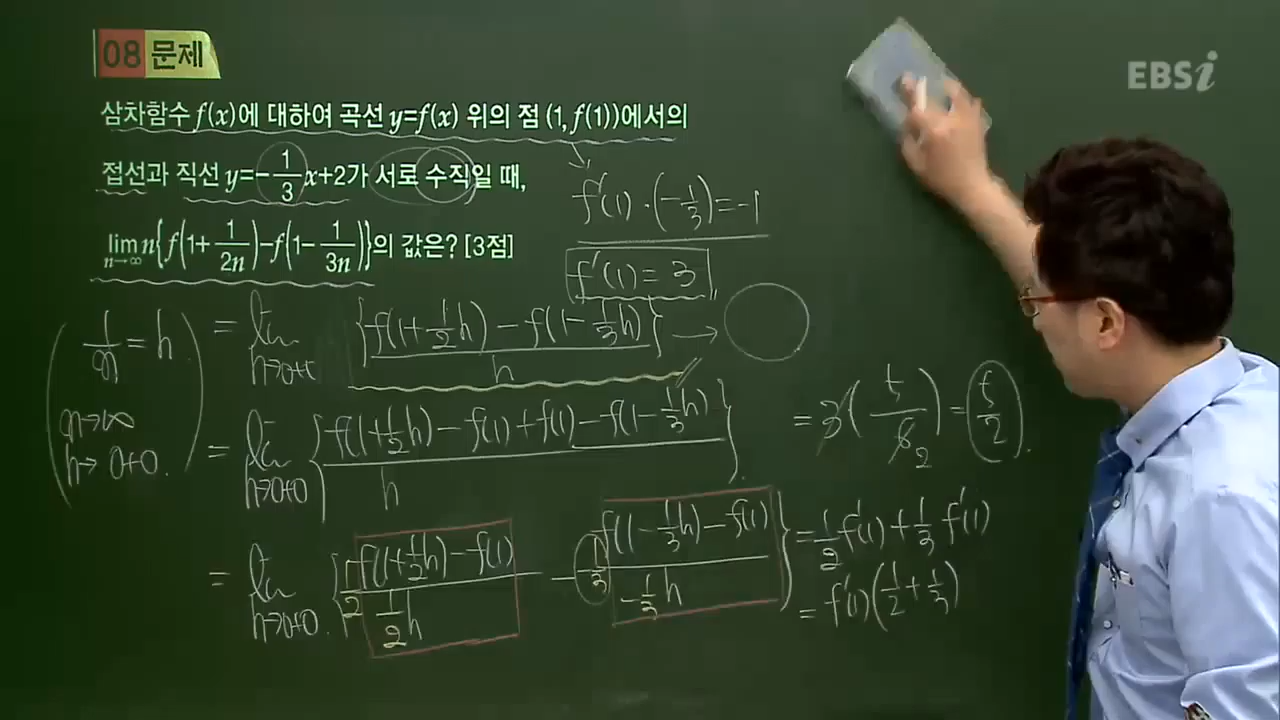 08 문제
EBSi
삼차함수 f(x)에 대하여 곡선 y=f(x) 위의 점 (1, f(1))에서의
접선과 직선 y=-1/3x+2가 서로 수직일 때,
lim n→∞ n{f(1+1/2n)-f(1-1/3n)}의 값은? [3점]
f'(1)·(-1/3)=-1
f'(1)=3
1/n=h
n→∞
h→0+0.
=lim h→0+0 {f(1+1/2h)-f(1-1/3h)}/h →
=lim h→0+0 {f(1+1/2h)-f(1)+f(1)-f(1-1/3h)}/h
=lim h→0+0. {1/2 (f(1+1/2h)-f(1))/(1/2h) - -1/3 (f(1-1/3h)-f(1))/(-1/3h)}
=1/2f'(1)+1/3f'(1)
=f'(1)(1/2+1/3)
=3(5/6)=5/2.
2